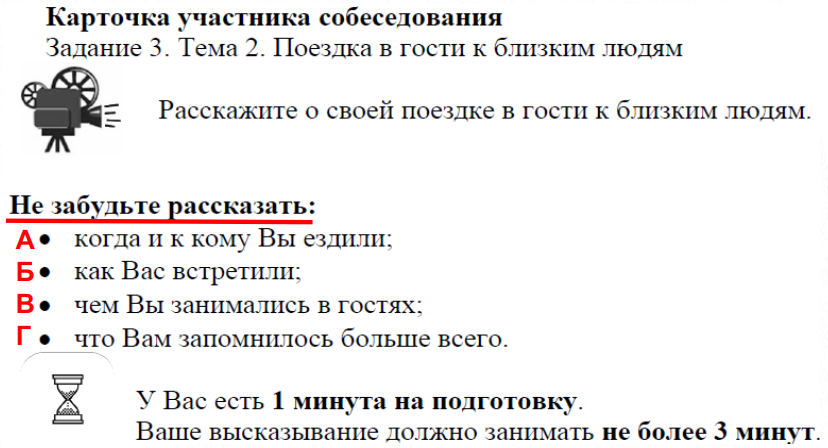 Карточка участника собеседования
Задание 3. Тема 2. Поездка в гости к близким людям
Расскажите о своей поездке в гости к близким людям.
Не забудьте рассказать:
А • когда и к кому Вы ездили;
Б • как Вас встретили;
В • чем Вы занимались в гостях;
Г • что Вам запомнилось больше всего.
У Вас есть 1 минута на подготовку.
Ваше высказывание должно занимать не более 3 минут.